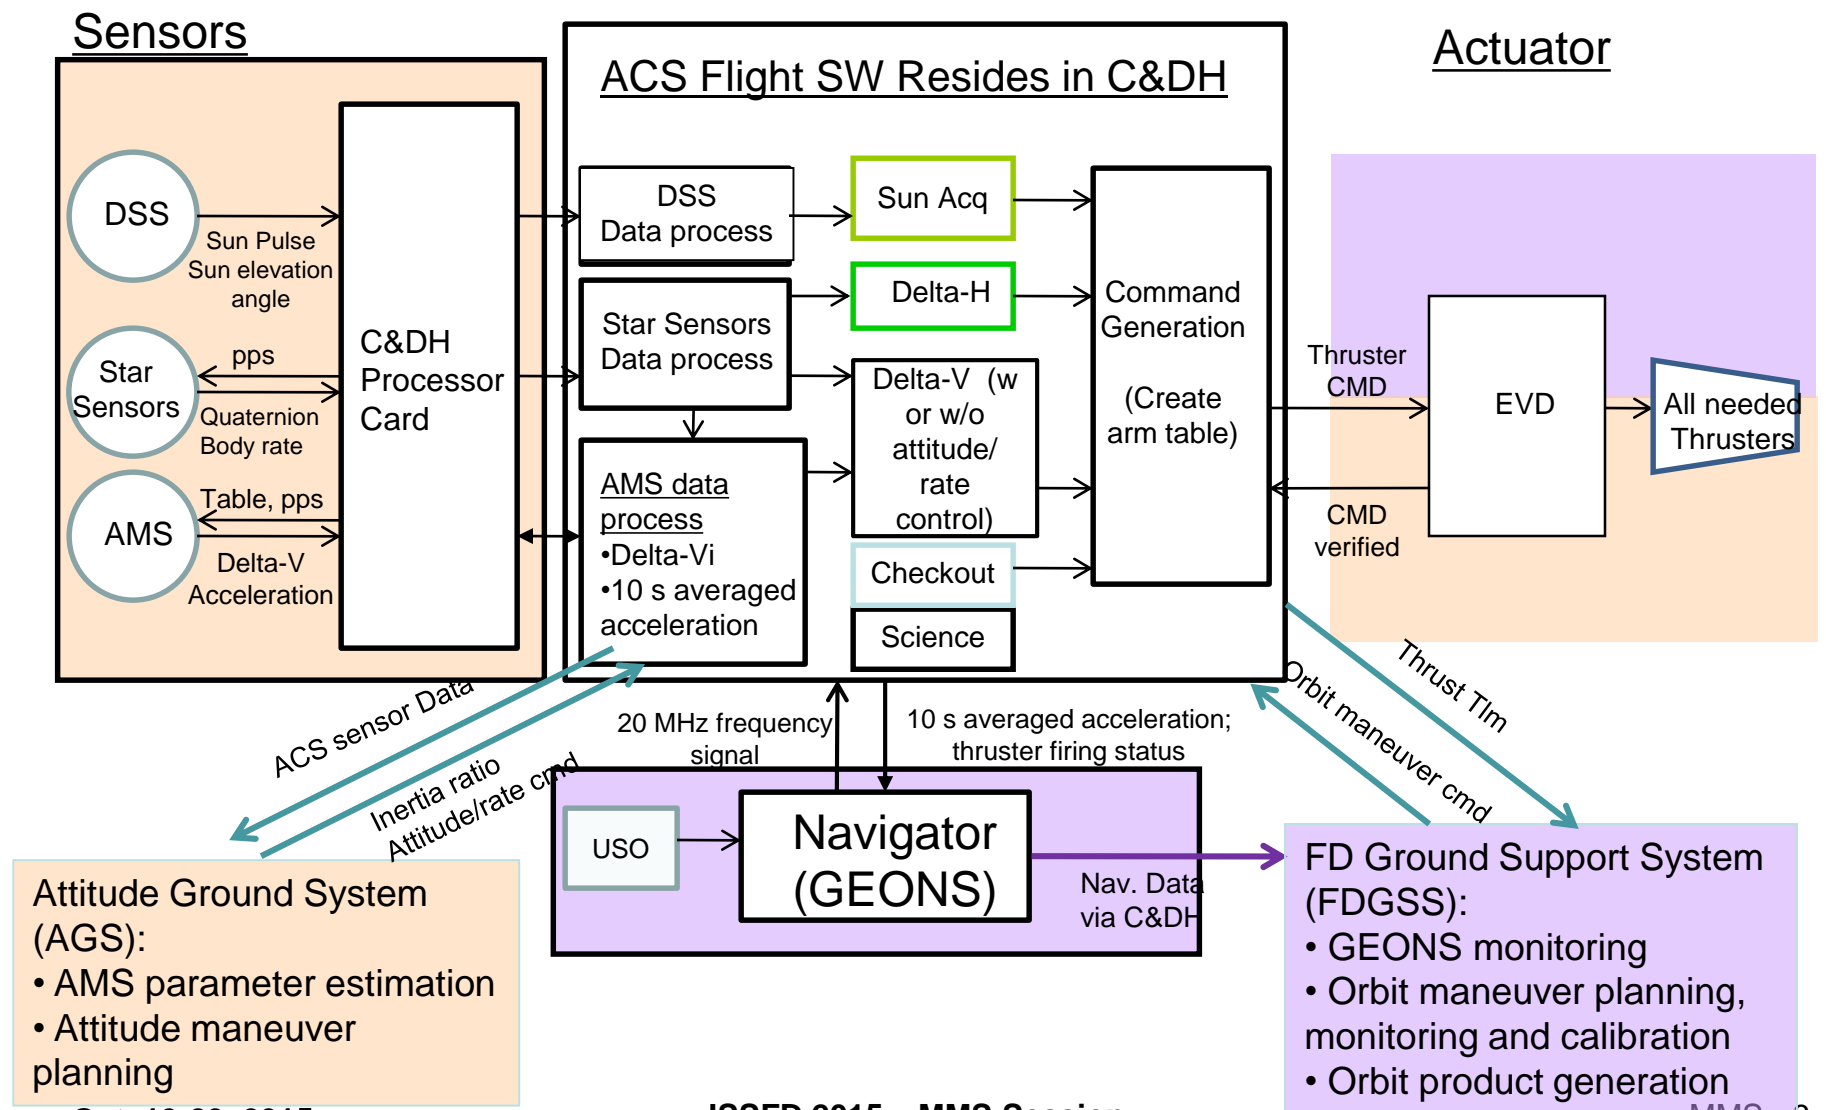 Sensors
ACS Flight SW Resides in C&DH
Actuator
DSS
Sun Pulse
Sun elevation
angle
Star
Sensors
pps
Quaternion
Body rate
AMS
Table, pps
Delta-V
Acceleration
C&DH
Processor
Card
DSS
Data process
Star Sensors
Data process
AMS data
process
•Delta-Vi
•10 s averaged
acceleration
Sun Acq
Delta-H
Delta-V (w
or w/o
attitude/
rate
control)
Checkout
Science
Command
Generation
(Create
arm table)
Thruster
CMD
CMD
verified
EVD
All needed
Thrusters
ACS sensor Data
Inertia ratio
Attitude/rate cmd
20 MHz frequency
signal
10 s averaged acceleration;
thruster firing status
Orbit maneuver cmd
Thrust Tlm
USO
Navigator
(GEONS)
Nav. Data
via C&DH
Attitude Ground System
(AGS):
• AMS parameter estimation
• Attitude maneuver
planning
FD Ground Support System
(FDGSS):
• GEONS monitoring
• Orbit maneuver planning,
monitoring and calibration
• Orbit product generation
ISSFD 2015 – MMS Session
MMS